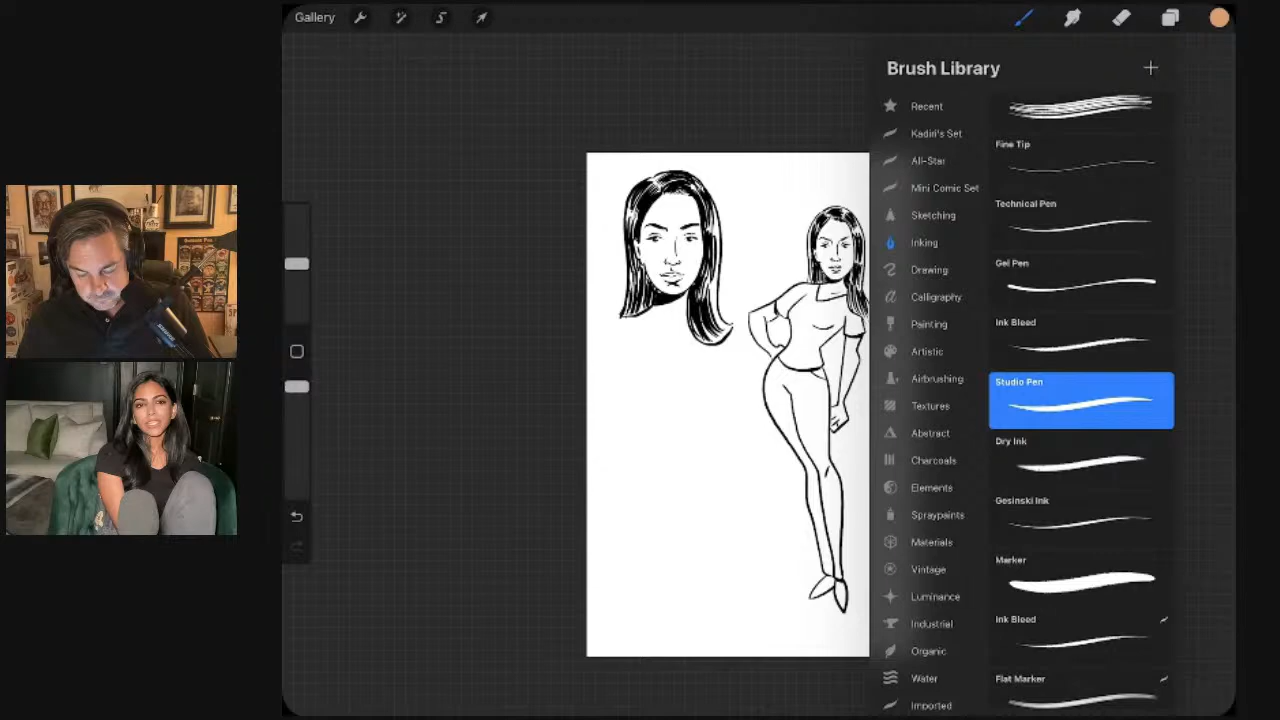 Gallery
Brush Library
Recent
Kadiri's Set
All-Star
Mini Comic Set
Sketching
Inking
Drawing
Calligraphy
Painting
Artistic
Airbrushing
Textures
Abstract
Charcoals
Elements
Spraypaints
Materials
Vintage
Luminance
Industrial
Organic
Water
Imported
Fine Tip
Technical Pen
Gel Pen
Ink Bleed
Studio Pen
Dry Ink
Gesinski Ink
Marker
Ink Bleed
Flat Marker